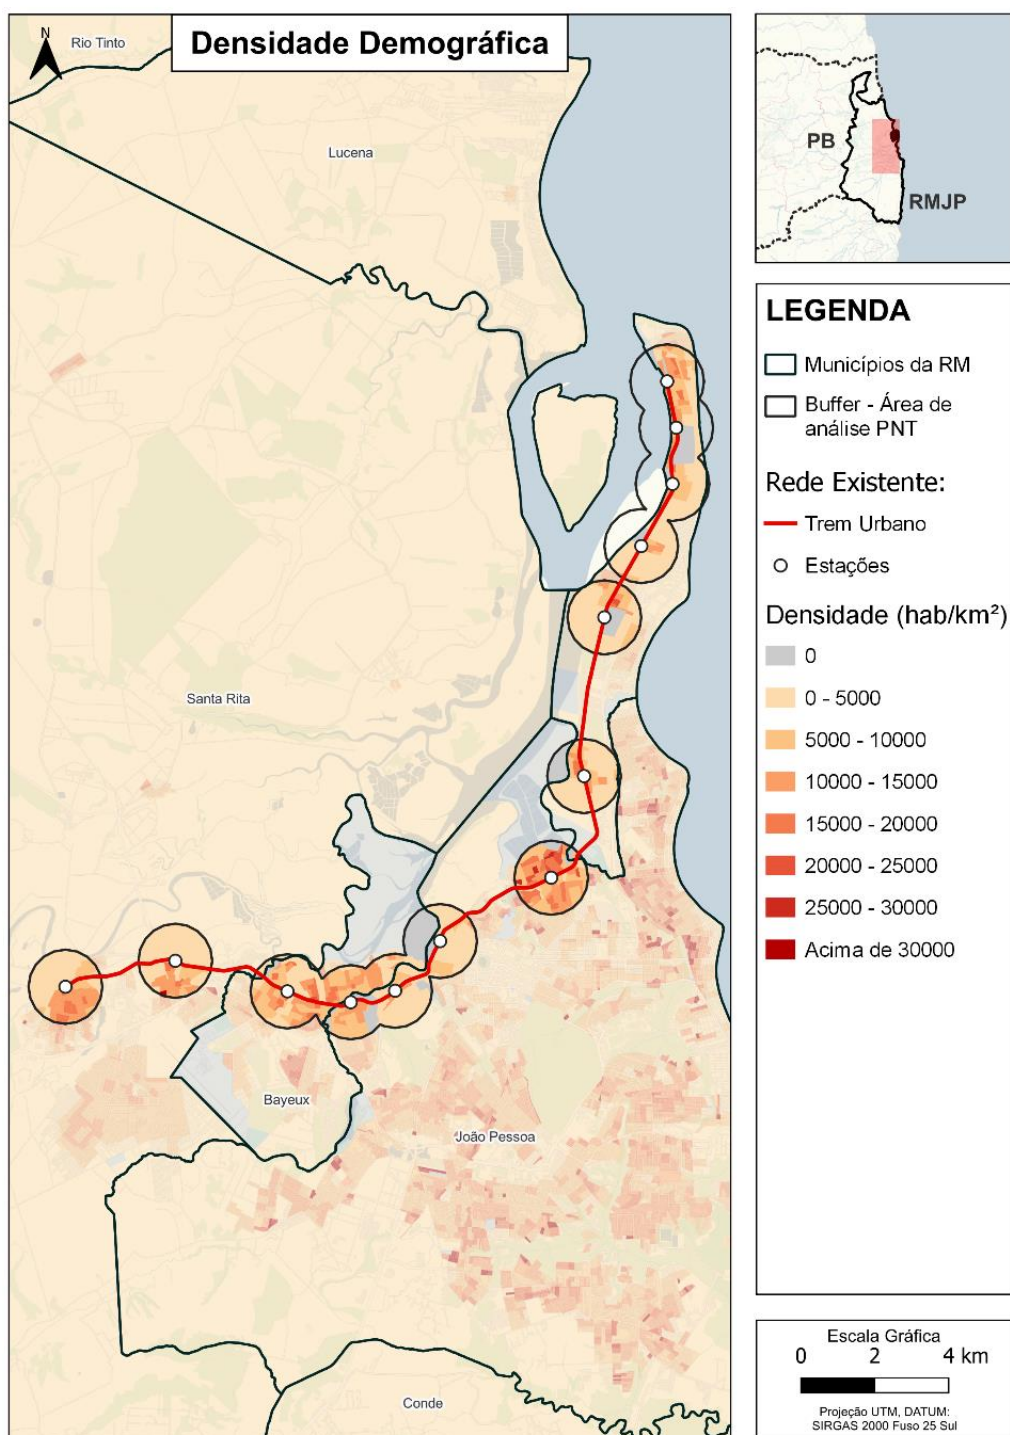 Densidade Demográfica
N
Rio Tinto
Lucena
Santa Rita
Bayeux
João Pessoa
Conde
PB
RMJP
LEGENDA
Municípios da RM
Buffer - Área de
análise PNT
Rede Existente:
Trem Urbano
Estações
Densidade (hab/km²)
0
0 - 5000
5000 - 10000
10000 - 15000
15000 - 20000
20000 - 25000
25000 - 30000
Acima de 30000
Escala Gráfica
0 2 4 km
Projeção UTM, DATUM:
SIRGAS 2000 Fuso 25 Sul